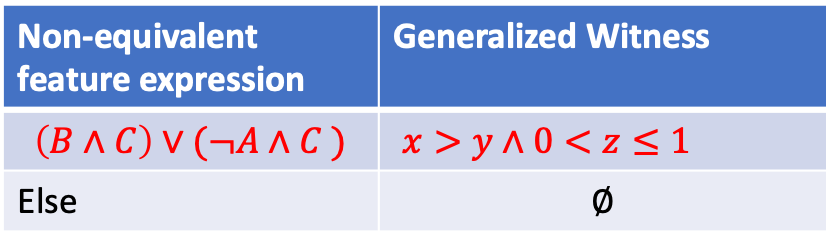 Non-equivalent Generalized Witness
feature expression
(B ∧ C) ∨ (¬A ∧ C ) x > y ∧ 0 < z ≤ 1
Else ∅